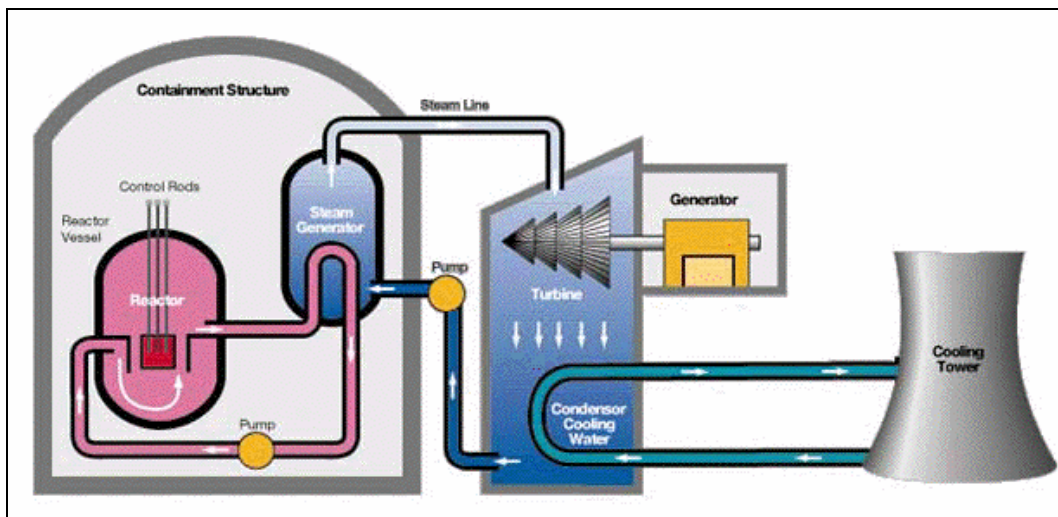 Containment Structure
Steam Line
Control Rods
Reactor
Vessel
Steam
Generator
Generator
Pump
Reactor
Turbine
Cooling
Tower
Condensor
Cooling
Water
Pump